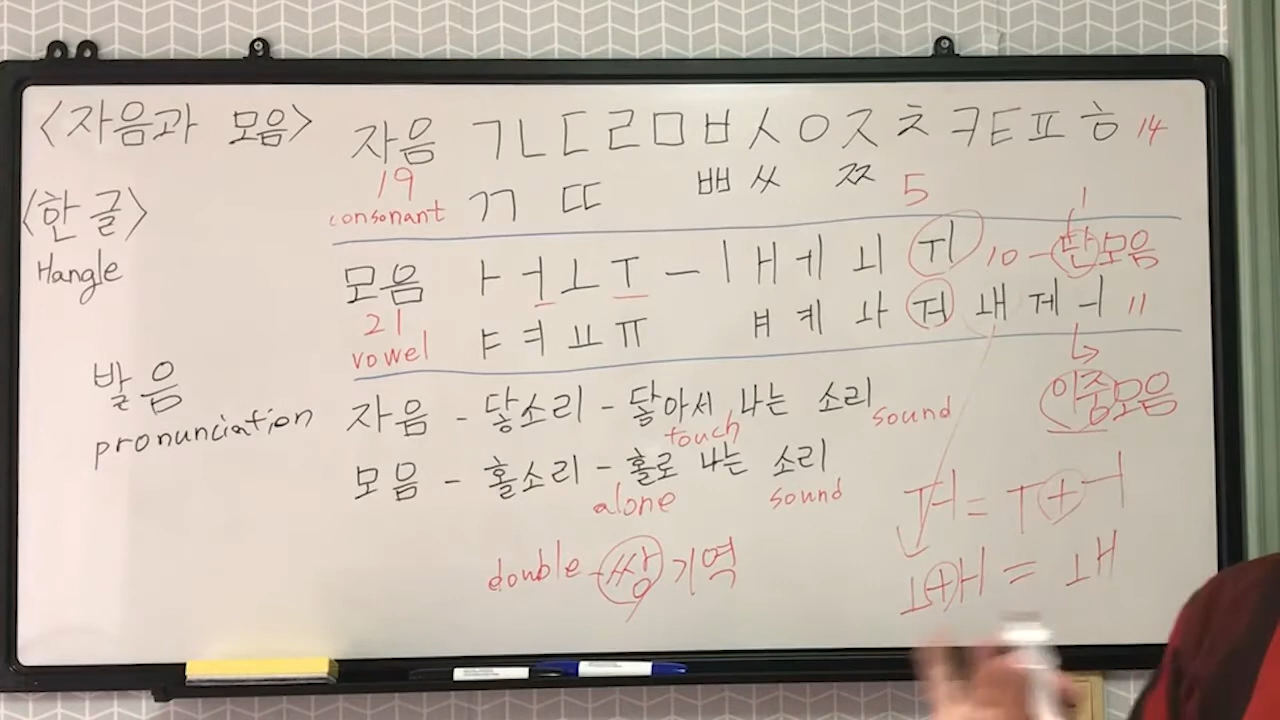 <자음과 모음>
<한글>
Hangle
발음
pronunciation
자음 ㄱ ㄴ ㄷ ㄹ ㅁ ㅂ ㅅ ㅇ ㅈ ㅊ ㅋ ㅌ ㅍ ㅎ 14
19 ㄲ ㄸ ㅃ ㅆ ㅉ 5
consonant
1
모음 ㅏ ㅓ ㅗ ㅜ ㅡ ㅣ ㅐ ㅔ ㅚ ㅟ 10 - 단모음
21 ㅑ ㅕ ㅛ ㅠ ㅒ ㅖ ㅘ ㅝ ㅙ ㅞ ㅢ 11
vowel
이중모음
자음 - 닿소리 - 닿아서 나는 소리
touch sound
모음 - 홀소리 - 홀로 나는 소리
alone sound
double - 쌍기역
ㅝ = ㅜ + ㅓ
ㅗ + ㅐ = ㅙ